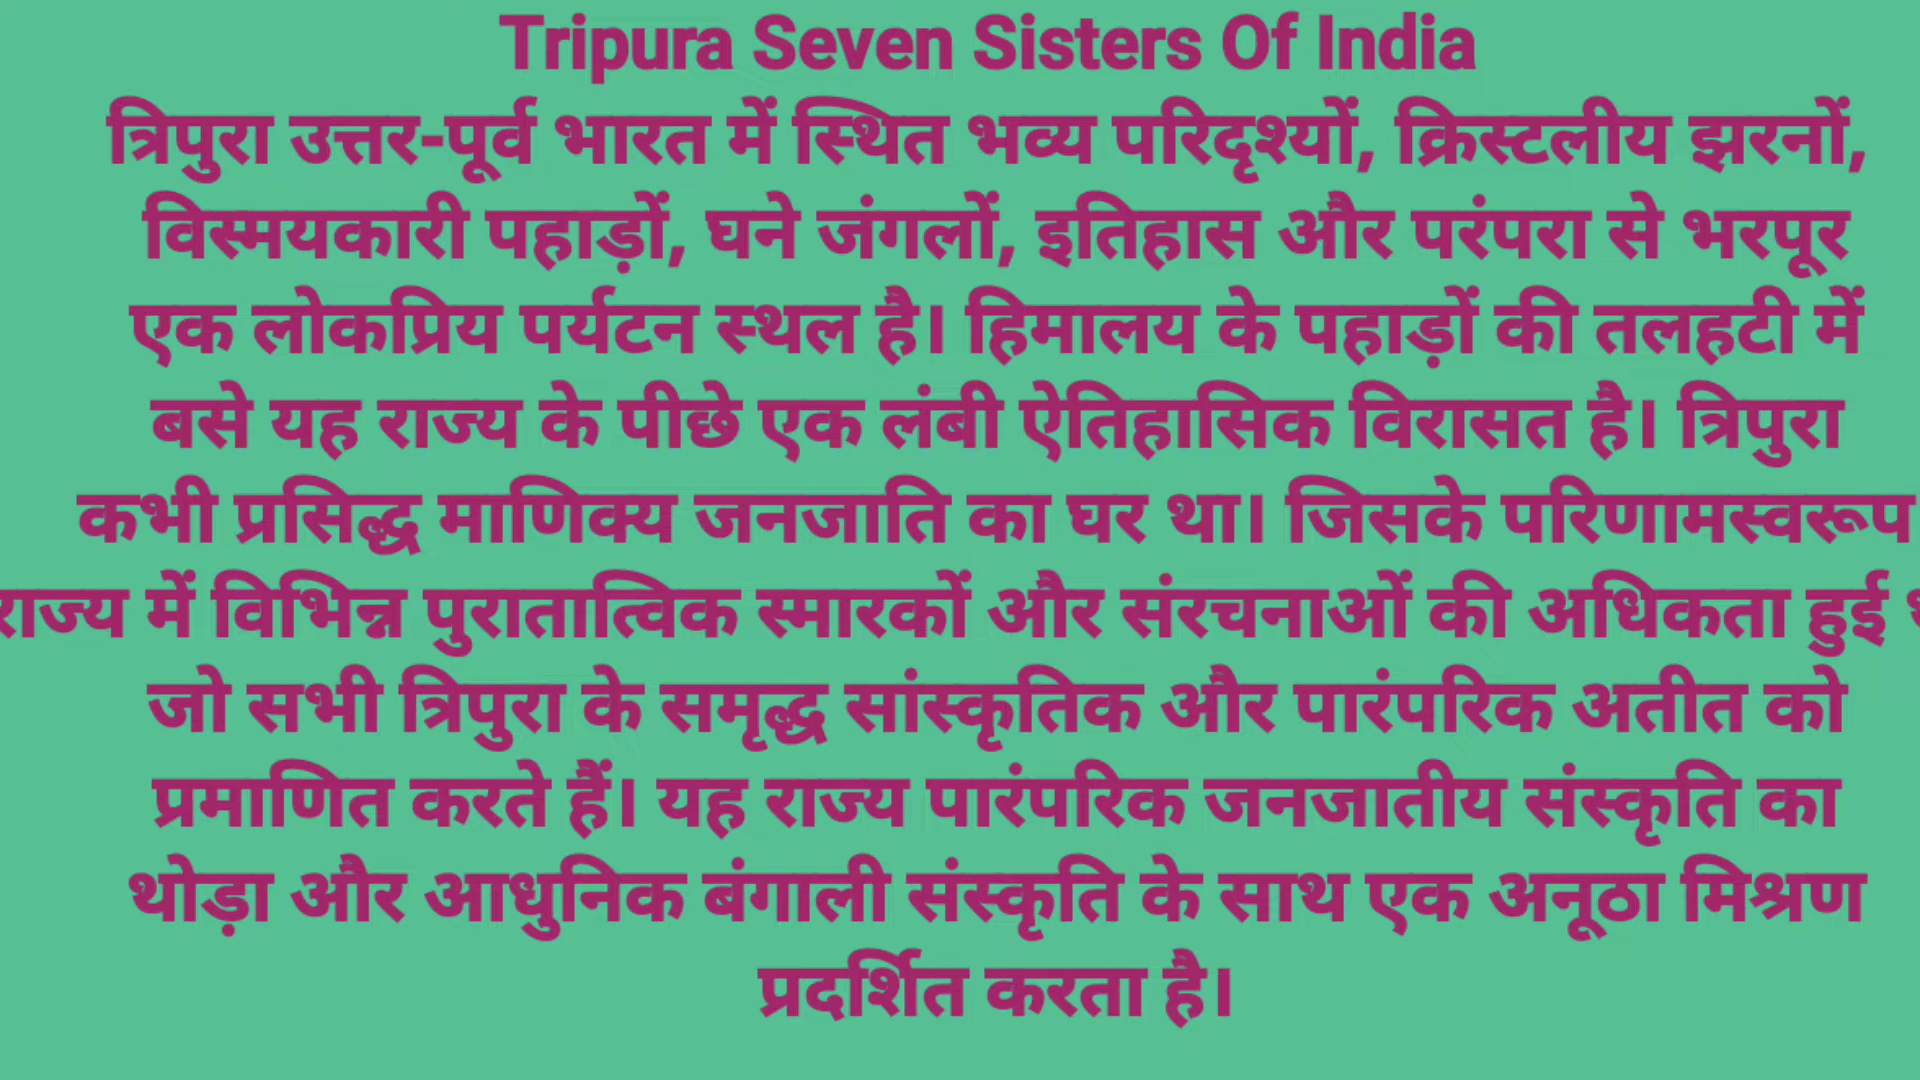 Tripura Seven Sisters Of India
त्रिपुरा उत्तर-पूर्व भारत में स्थित भव्य परिदृश्यों, क्रिस्टलीय झरनों,
विस्मयकारी पहाड़ों, घने जंगलों, इतिहास और परंपरा से भरपूर
एक लोकप्रिय पर्यटन स्थल है। हिमालय के पहाड़ों की तलहटी में
बसे यह राज्य के पीछे एक लंबी ऐतिहासिक विरासत है। त्रिपुरा
कभी प्रसिद्ध माणिक्य जनजाति का घर था। जिसके परिणामस्वरूप
राज्य में विभिन्न पुरातात्विक स्मारकों और संरचनाओं की अधिकता हुई
जो सभी त्रिपुरा के समृद्ध सांस्कृतिक और पारंपरिक अतीत को
प्रमाणित करते हैं। यह राज्य पारंपरिक जनजातीय संस्कृति का
थोड़ा और आधुनिक बंगाली संस्कृति के साथ एक अनूठा मिश्रण
प्रदर्शित करता है।